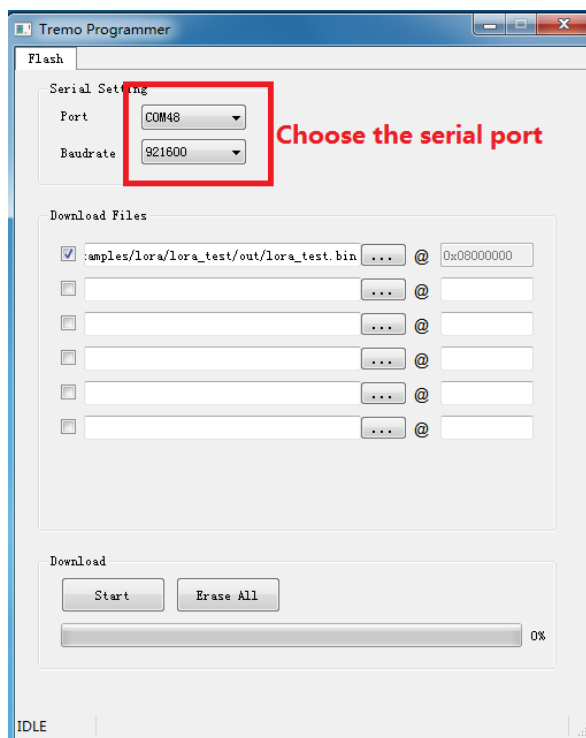 Tremo Programmer
Flash
Serial Setting
Port COM48
Choose the serial port
Baudrate 921600
Download Files
:amples/lora/lora_test/out/lora_test.bin ... @ 0x08000000
... @
... @
... @
... @
... @
Download
Start Erase All
0%
IDLE